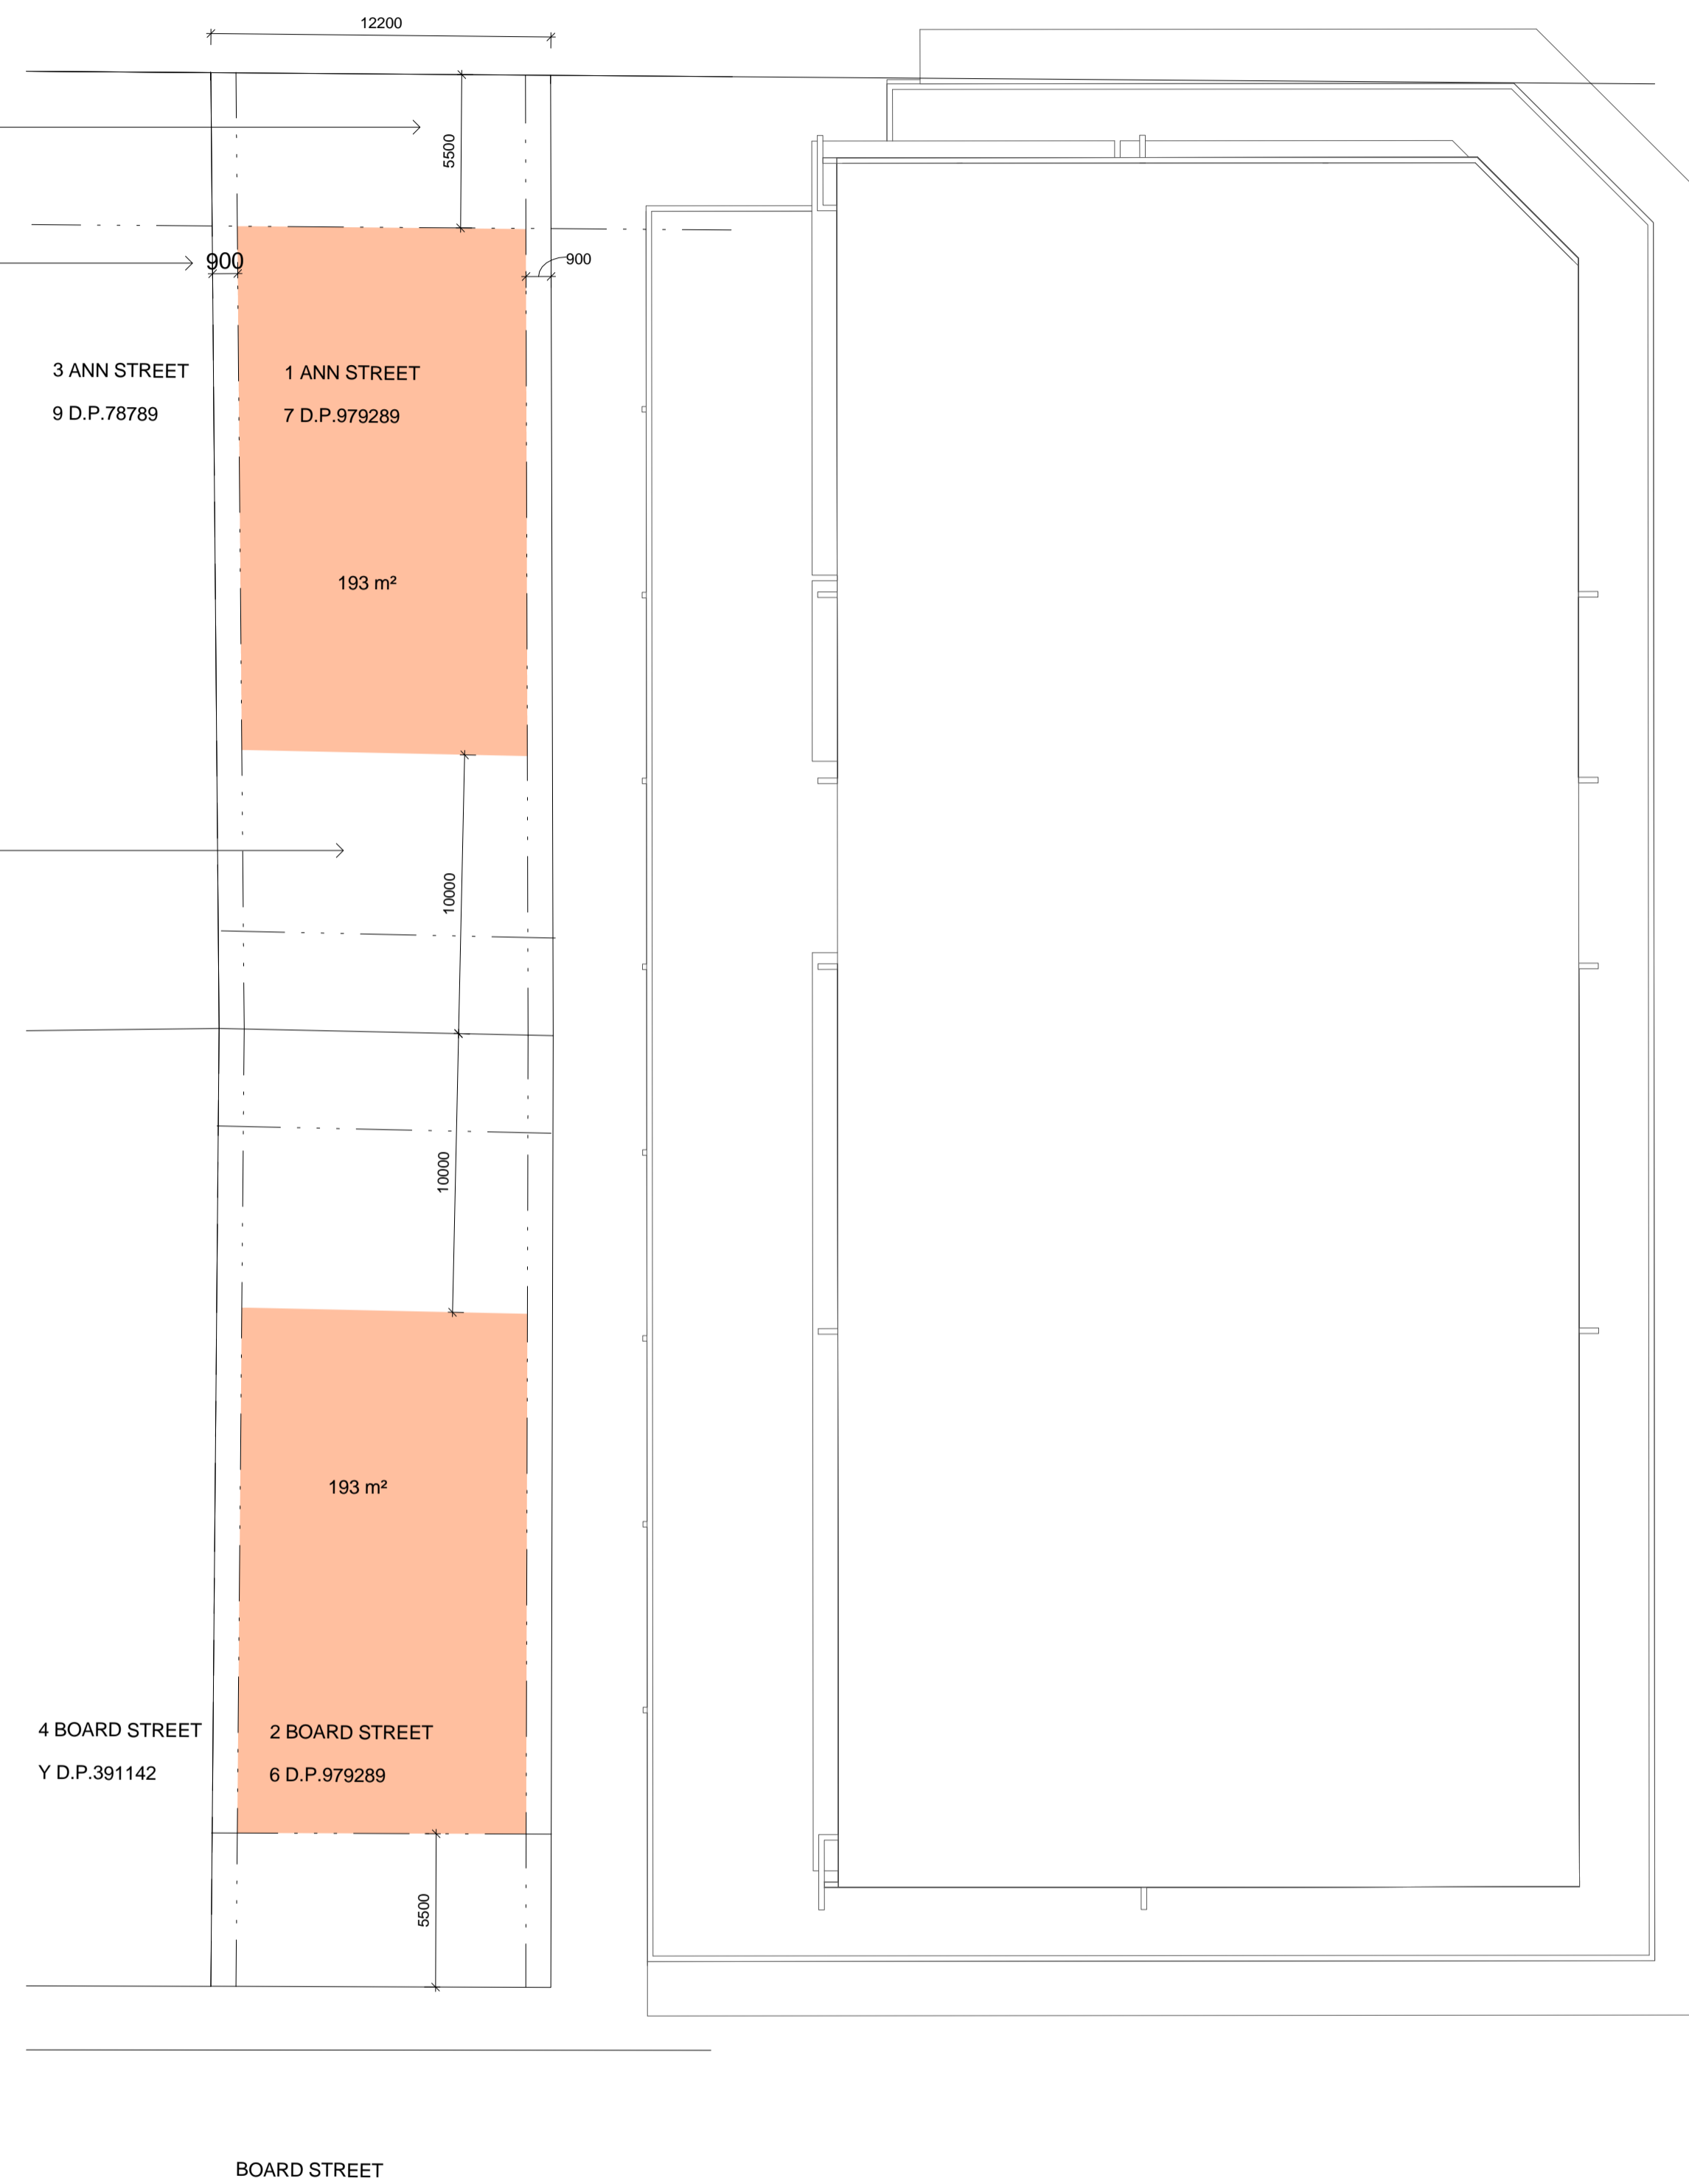 12200
5500
900
900
3 ANN STREET
9 D.P.78789
1 ANN STREET
7 D.P.979289
193 m²
10000
10000
193 m²
4 BOARD STREET
Y D.P.391142
2 BOARD STREET
6 D.P.979289
5500
BOARD STREET